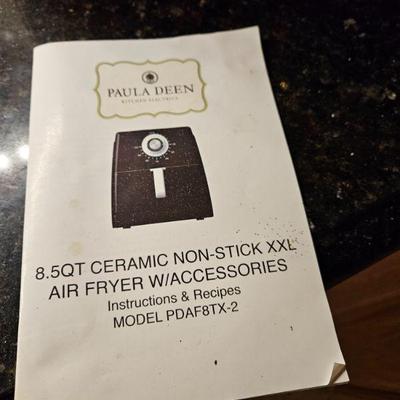 PAULA DEEN
KITCHEN ELECTRICS
8.5QT CERAMIC NON-STICK XXL
AIR FRYER W/ACCESSORIES
Instructions & Recipes
MODEL PDAF8TX-2